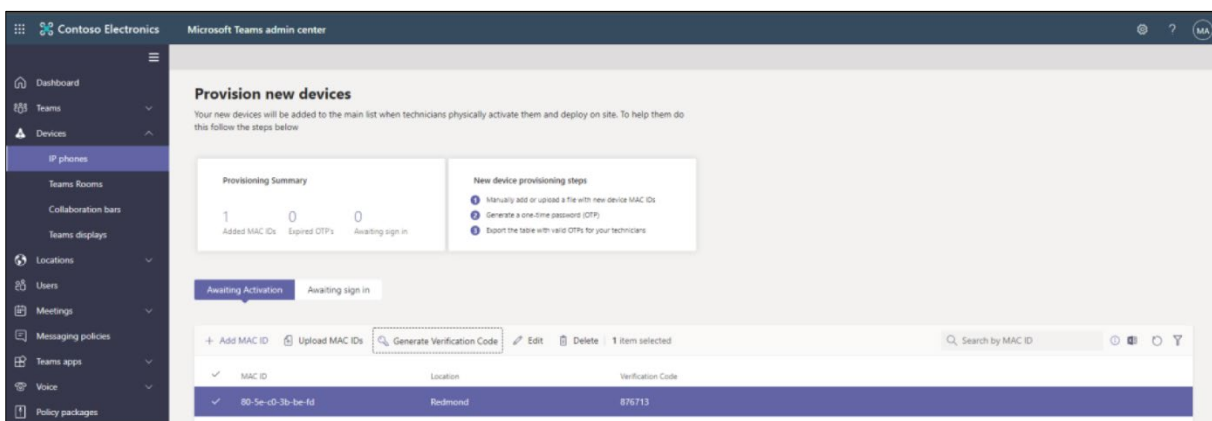 Contoso Electronics Microsoft Teams admin center ? MA
Dashboard
Teams
Devices
IP phones
Teams Rooms
Collaboration bars
Teams displays
Locations
Users
Meetings
Messaging policies
Teams apps
Voice
Policy packages
Provision new devices
Your new devices will be added to the main list when technicians physically activate them and deploy on site. To help them do
this follow the steps below
Provisioning Summary
1 0 0
Added MAC IDs Expired OTP's Awaiting sign in
New device provisioning steps
1 Manually add or upload a file with new device MAC IDs
2 Generate a one-time password (OTP)
3 Export the table with valid OTPs for your technicians
Awaiting Activation Awaiting sign in
+ Add MAC ID Upload MAC IDs Generate Verification Code Edit Delete 1 item selected Search by MAC ID
MAC ID Location Verification Code
80-5e-c0-3b-be-fd Redmond 876713